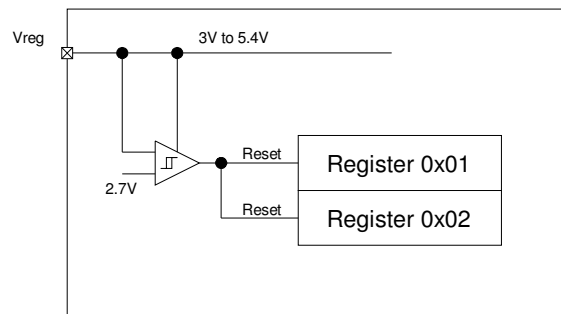 Vreg
3V to 5.4V
Reset
Register 0x01
2.7V
Reset
Register 0x02